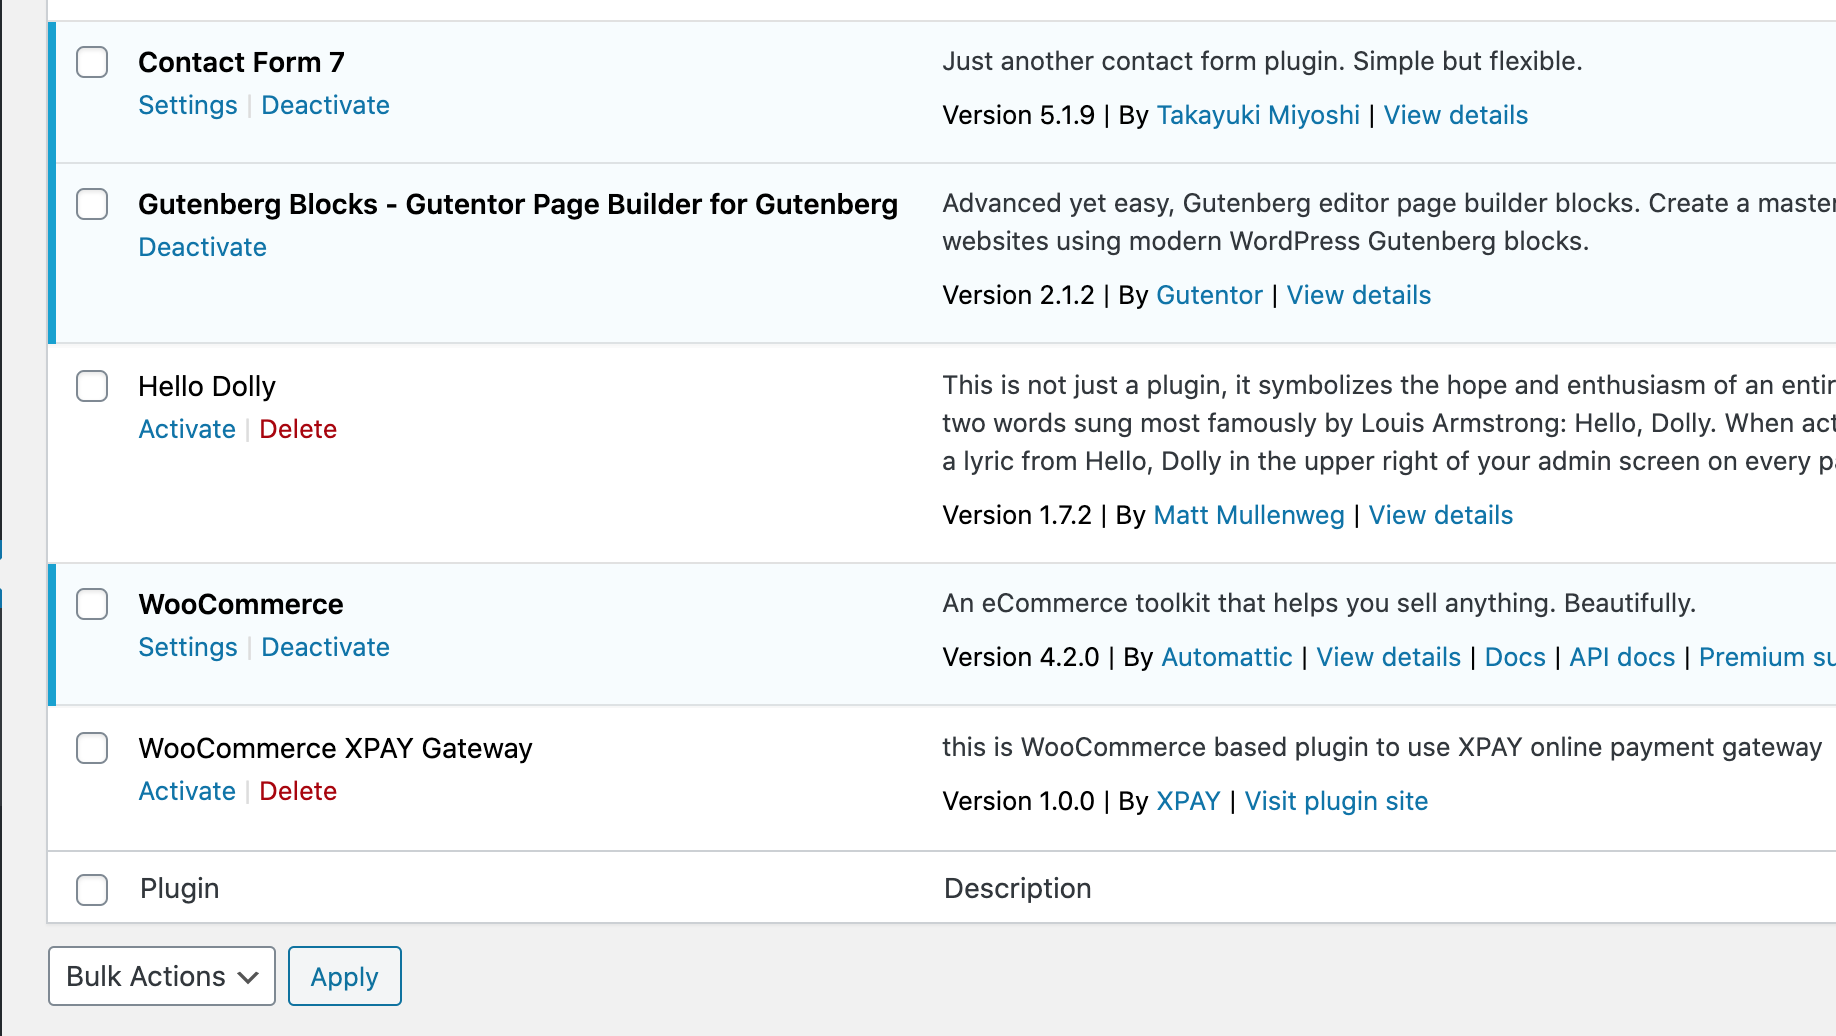 Contact Form 7
Settings | Deactivate
Just another contact form plugin. Simple but flexible.
Version 5.1.9 | By Takayuki Miyoshi | View details
Gutenberg Blocks - Gutentor Page Builder for Gutenberg
Deactivate
Advanced yet easy, Gutenberg editor page builder blocks. Create a master
websites using modern WordPress Gutenberg blocks.
Version 2.1.2 | By Gutentor | View details
Hello Dolly
Activate | Delete
This is not just a plugin, it symbolizes the hope and enthusiasm of an entir
two words sung most famously by Louis Armstrong: Hello, Dolly. When act
a lyric from Hello, Dolly in the upper right of your admin screen on every pa
Version 1.7.2 | By Matt Mullenweg | View details
WooCommerce
Settings | Deactivate
An eCommerce toolkit that helps you sell anything. Beautifully.
Version 4.2.0 | By Automattic | View details | Docs | API docs | Premium su
WooCommerce XPAY Gateway
Activate | Delete
this is WooCommerce based plugin to use XPAY online payment gateway
Version 1.0.0 | By XPAY | Visit plugin site
Plugin
Description
Bulk Actions
Apply